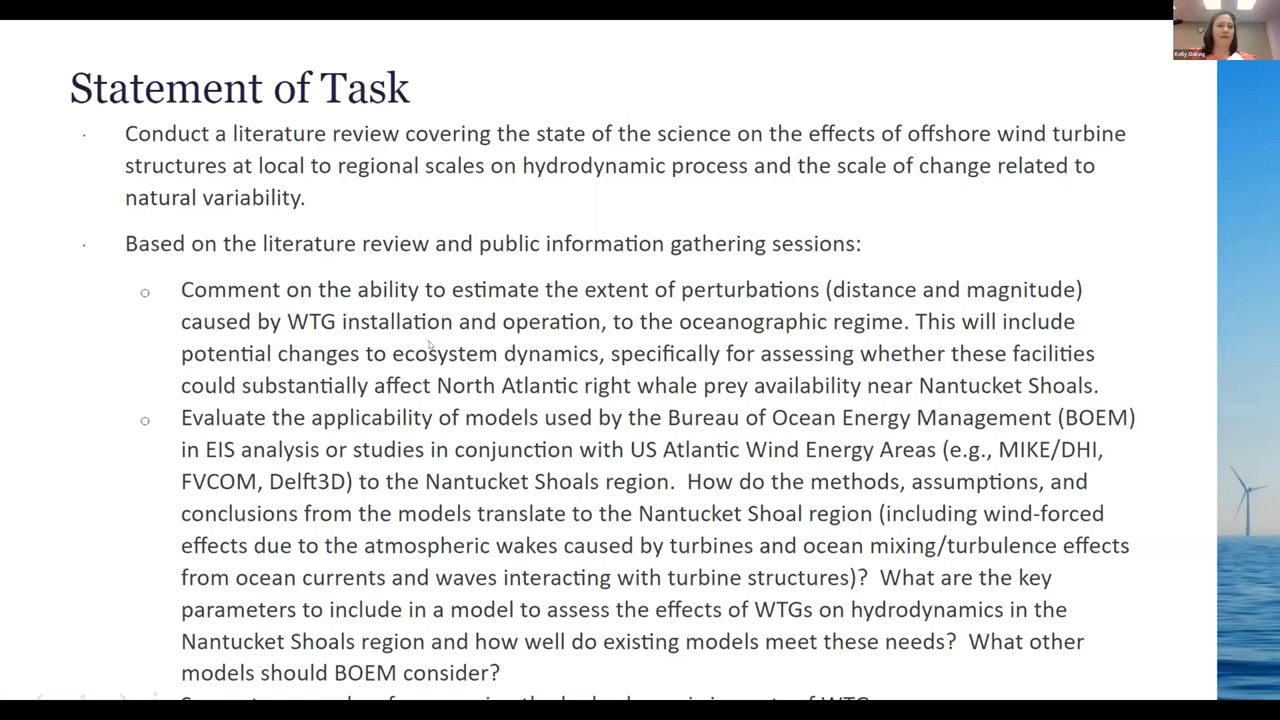 Statement of Task
· Conduct a literature review covering the state of the science on the effects of offshore wind turbine
structures at local to regional scales on hydrodynamic process and the scale of change related to
natural variability.
· Based on the literature review and public information gathering sessions:
o Comment on the ability to estimate the extent of perturbations (distance and magnitude)
caused by WTG installation and operation, to the oceanographic regime. This will include
potential changes to ecosystem dynamics, specifically for assessing whether these facilities
could substantially affect North Atlantic right whale prey availability near Nantucket Shoals.
o Evaluate the applicability of models used by the Bureau of Ocean Energy Management (BOEM)
in EIS analysis or studies in conjunction with US Atlantic Wind Energy Areas (e.g., MIKE/DHI,
FVCOM, Delft3D) to the Nantucket Shoals region. How do the methods, assumptions, and
conclusions from the models translate to the Nantucket Shoal region (including wind-forced
effects due to the atmospheric wakes caused by turbines and ocean mixing/turbulence effects
from ocean currents and waves interacting with turbine structures)? What are the key
parameters to include in a model to assess the effects of WTGs on hydrodynamics in the
Nantucket Shoals region and how well do existing models meet these needs? What other
models should BOEM consider?
Kelly Oskvig